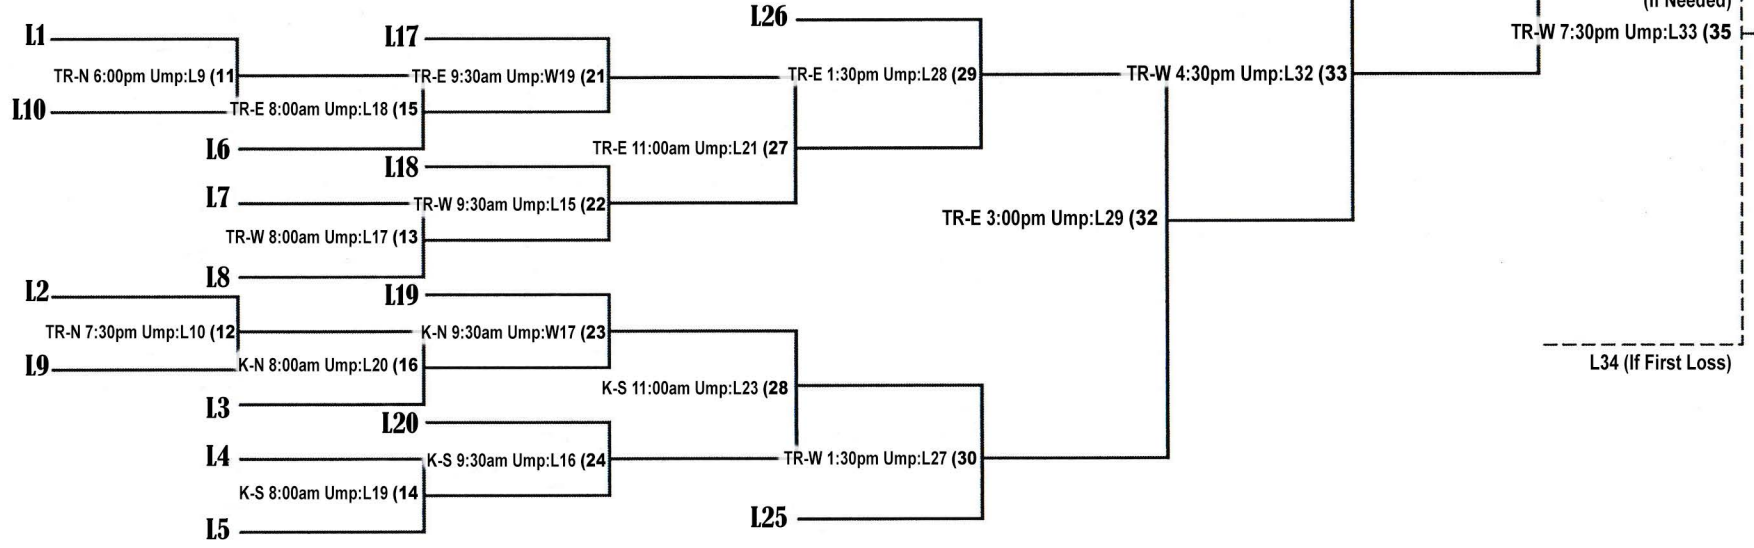 (If Needed)
L26
TR-W 7:30pm Ump:L33 (35
L1
L17
TR-N 6:00pm Ump:L9 (11
TR-E 9:30am Ump:W19 (21
TR-E 1:30pm Ump:L28 (29
TR-W 4:30pm Ump:L32 (33
L10
TR-E 8:00am Ump:L18 (15
L6
TR-E 11:00am Ump:L21 (27
L18
L7
TR-W 9:30am Ump:L15 (22
TR-E 3:00pm Ump:L29 (32
TR-W 8:00am Ump:L17 (13
L8
L2
L19
TR-N 7:30pm Ump:L10 (12
K-N 9:30am Ump:W17 (23
L9
K-N 8:00am Ump:L20 (16
L34 (If First Loss)
K-S 11:00am Ump:L23 (28
L3
L20
L4
K-S 9:30am Ump:L16 (24
TR-W 1:30pm Ump:L27 (30
K-S 8:00am Ump:L19 (14
L25
L5